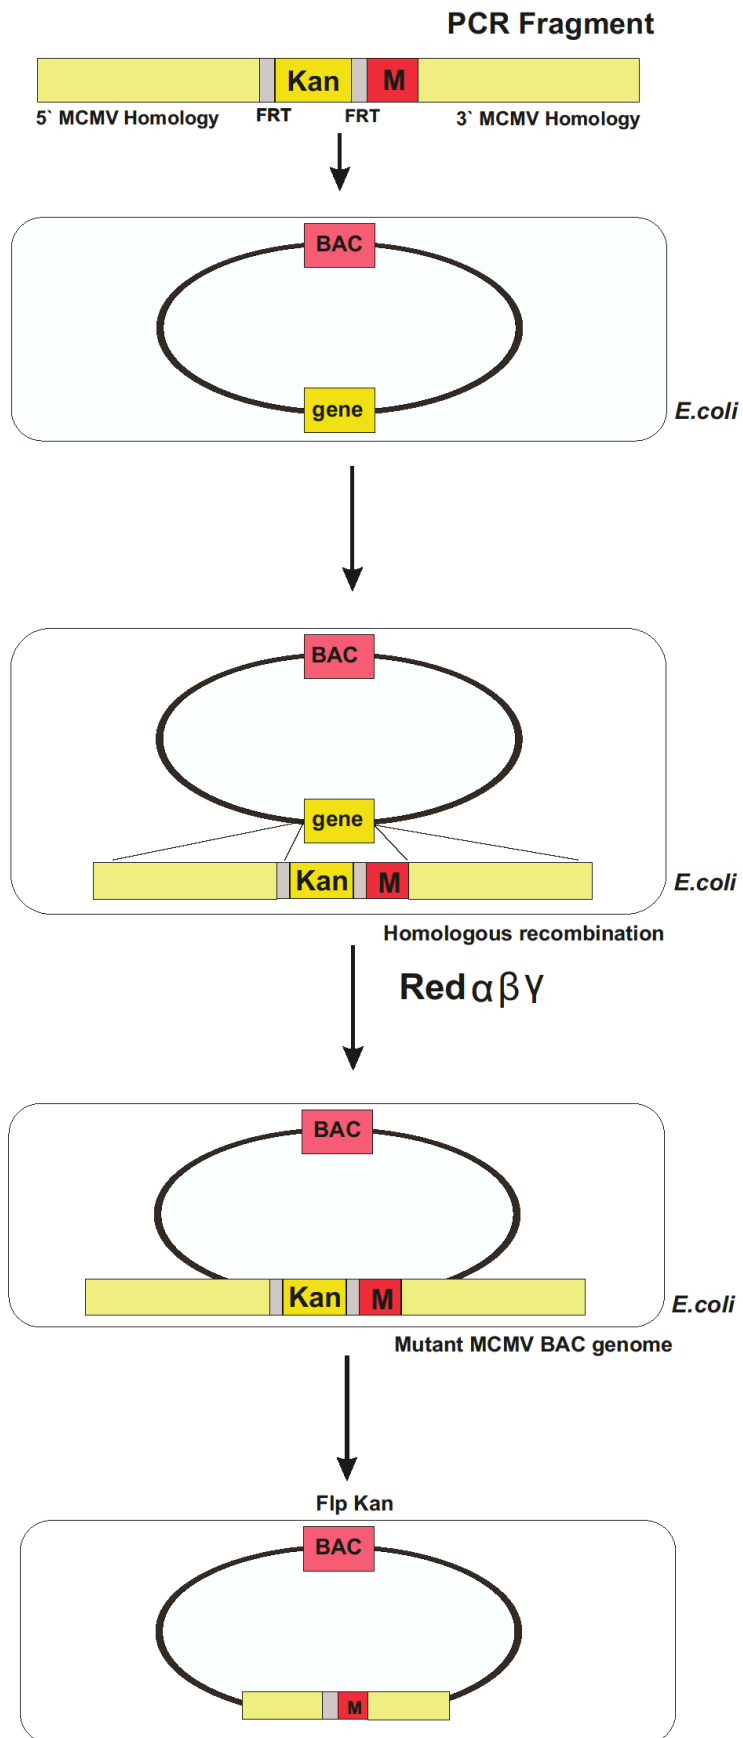 PCR Fragment
Kan M
5` MCMV Homology FRT FRT 3` MCMV Homology
BAC
gene
E.coli
BAC
gene
Kan M
E.coli
Homologous recombination
Red αβγ
BAC
Kan M
E.coli
Mutant MCMV BAC genome
Flp Kan
BAC
M